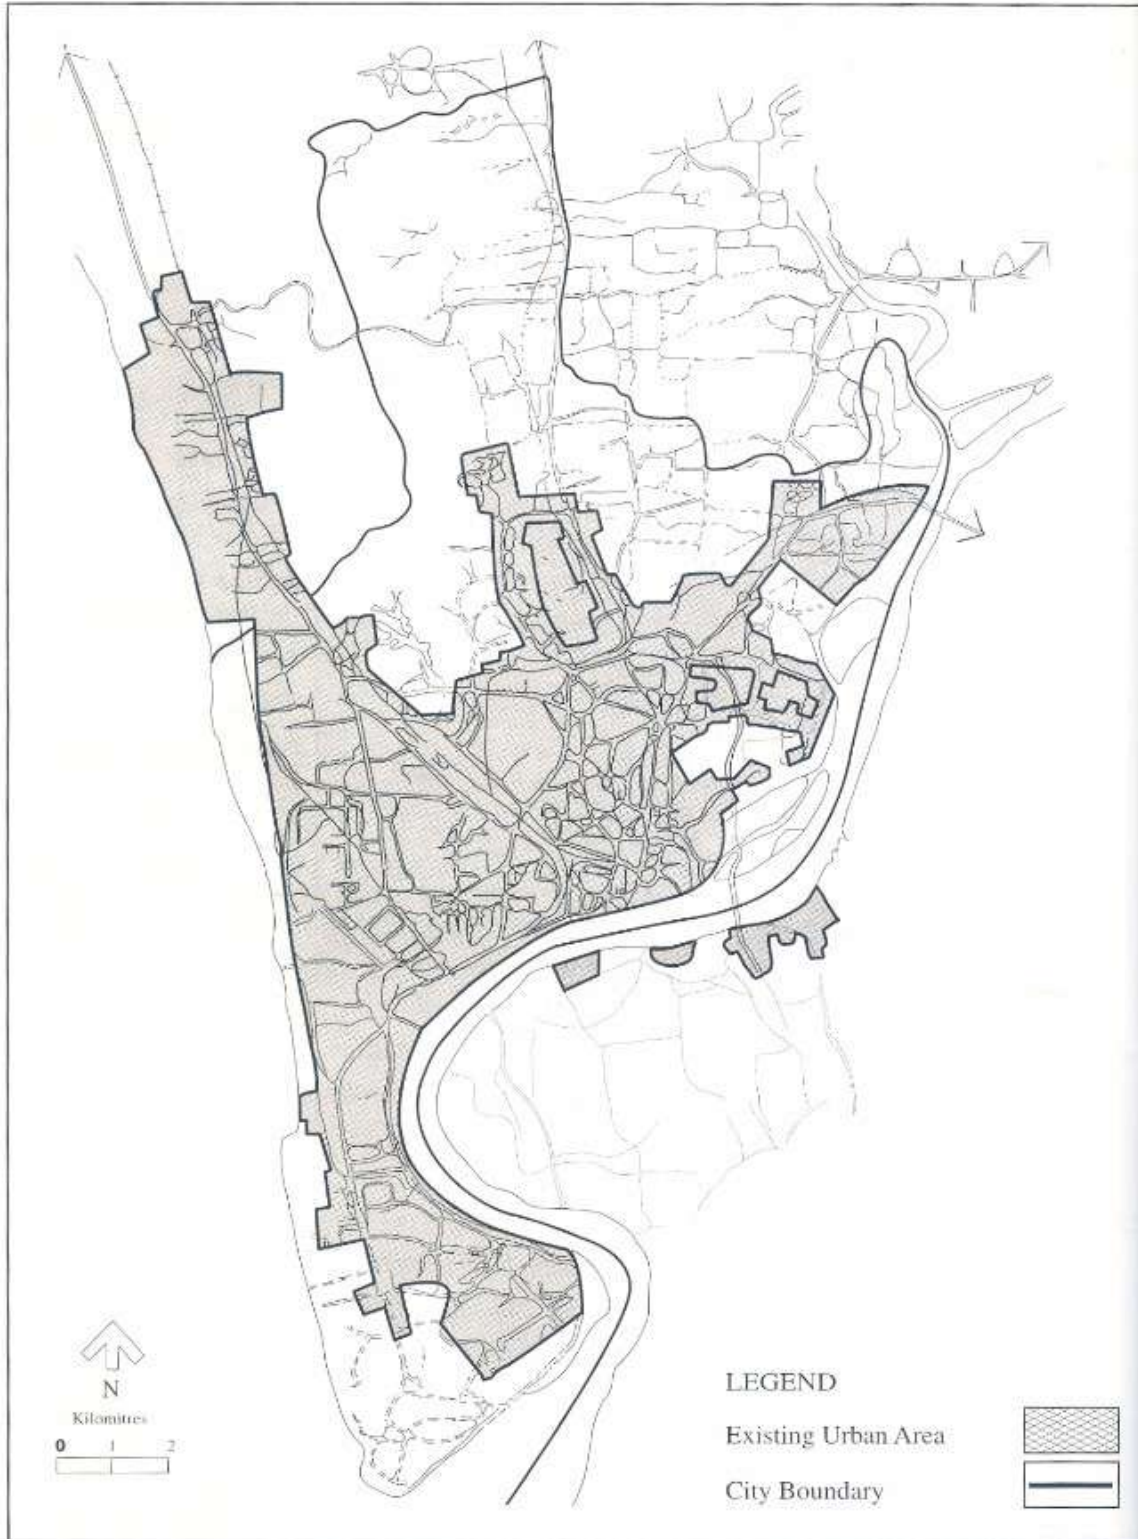 N
Kilomitres
0 1 2
LEGEND
Existing Urban Area
City Boundary